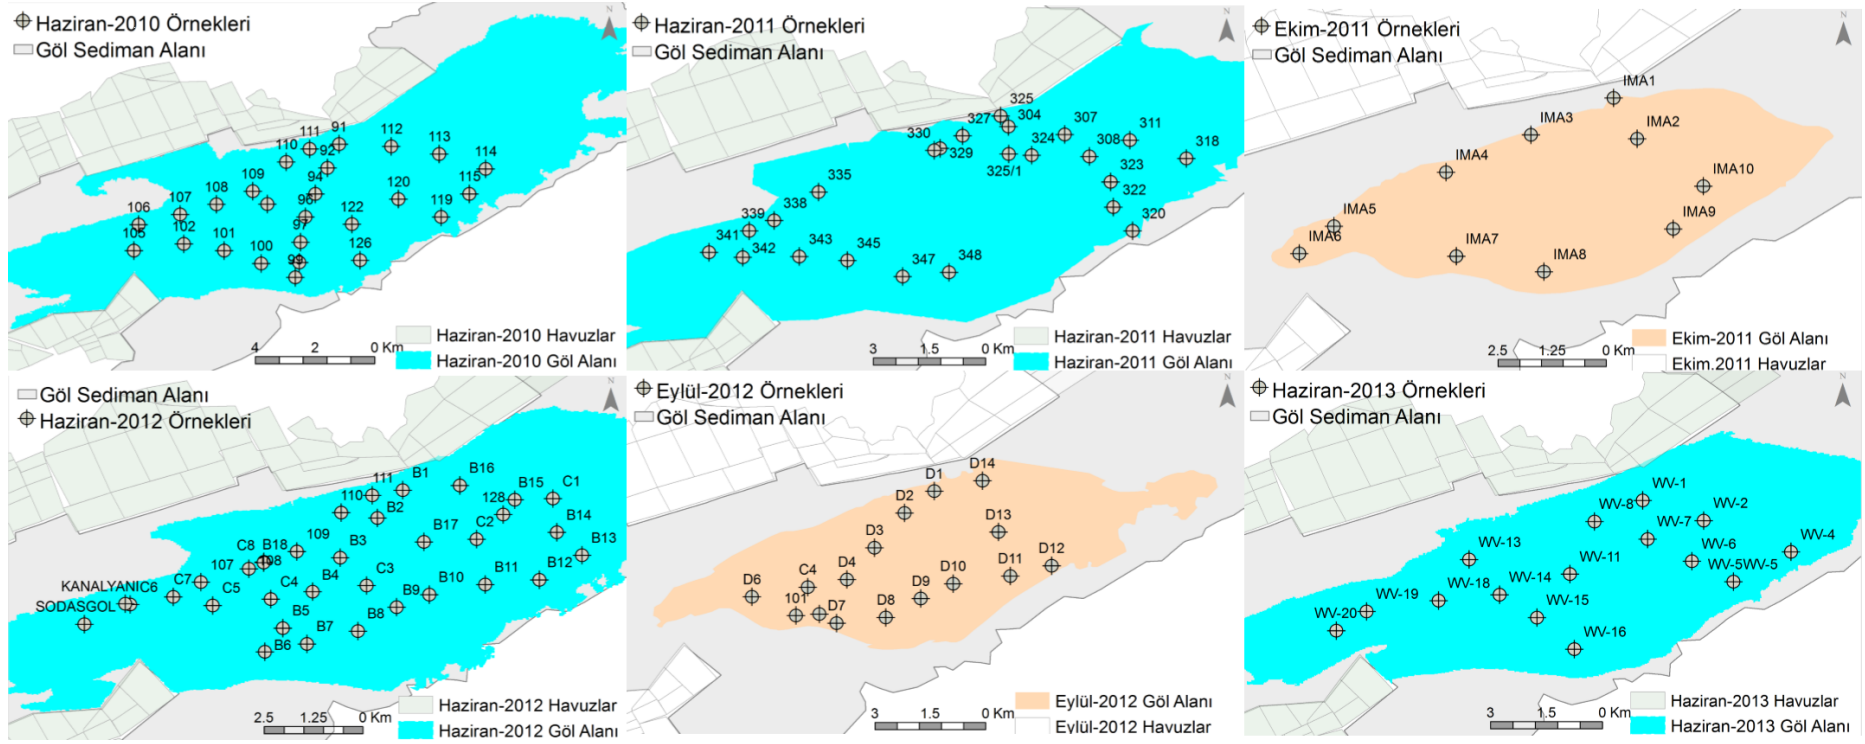 Haziran-2010 Örnekleri
Göl Sediman Alanı
N
91
112
111
113
110
92
114
109
94
115
108
120
107
96
119
106
122
102
97
105
101
100
126
99
Haziran-2010 Havuzlar
4 2 0 Km
Haziran-2010 Göl Alanı
Haziran-2011 Örnekleri
Göl Sediman Alanı
N
325
327 304
307
330
324
308
311
329
318
325/1
323
335
322
338
339
320
341
342
343
345
348
347
Haziran-2011 Havuzlar
3 1.5 0 Km
Haziran-2011 Göl Alanı
Ekim-2011 Örnekleri
Göl Sediman Alanı
N
IMA1
IMA3
IMA2
IMA4
IMA10
IMA5
IMA9
IMA6
IMA7
IMA8
Ekim-2011 Göl Alanı
2.5 1.25 0 Km
Ekim.2011 Havuzlar
Göl Sediman Alanı
Haziran-2012 Örnekleri
N
B16
B1
111
B15
C1
110
128
B2
B17
C2
B14
109
B18
C8
B3
B13
107
108
B12
C7
C4
B4
C3
B10
B11
KANALYANIC6
C5
B9
SODASGOL
B5
B8
B7
B6
Haziran-2012 Havuzlar
2.5 1.25 0 Km
Haziran-2012 Göl Alanı
Eylül-2012 Örnekleri
Göl Sediman Alanı
N
D14
D1
D2
D13
D3
D11
D12
D4
C4
D6
D9
D10
101
D7
D8
Eylül-2012 Göl Alanı
3 1.5 0 Km
Eylül-2012 Havuzlar
Haziran-2013 Örnekleri
Göl Sediman Alanı
N
WV-1
WV-8
WV-2
WV-7
WV-4
WV-13
WV-6
WV-11
WV-5WV-5
WV-18
WV-14
WV-19
WV-15
WV-20
WV-16
Haziran-2013 Havuzlar
3 1.5 0 Km
Haziran-2013 Göl Alanı